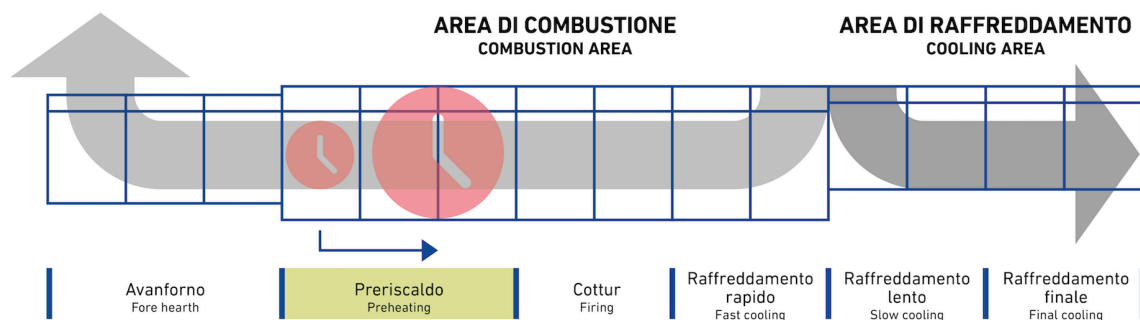 AREA DI COMBUSTIONE
COMBUSTION AREA
AREA DI RAFFREDDAMENTO
COOLING AREA
Avanforno
Fore hearth
Preriscaldo
Preheating
Cottur
Firing
Raffreddamento
rapido
Fast cooling
Raffreddamento
lento
Slow cooling
Raffreddamento
finale
Final cooling